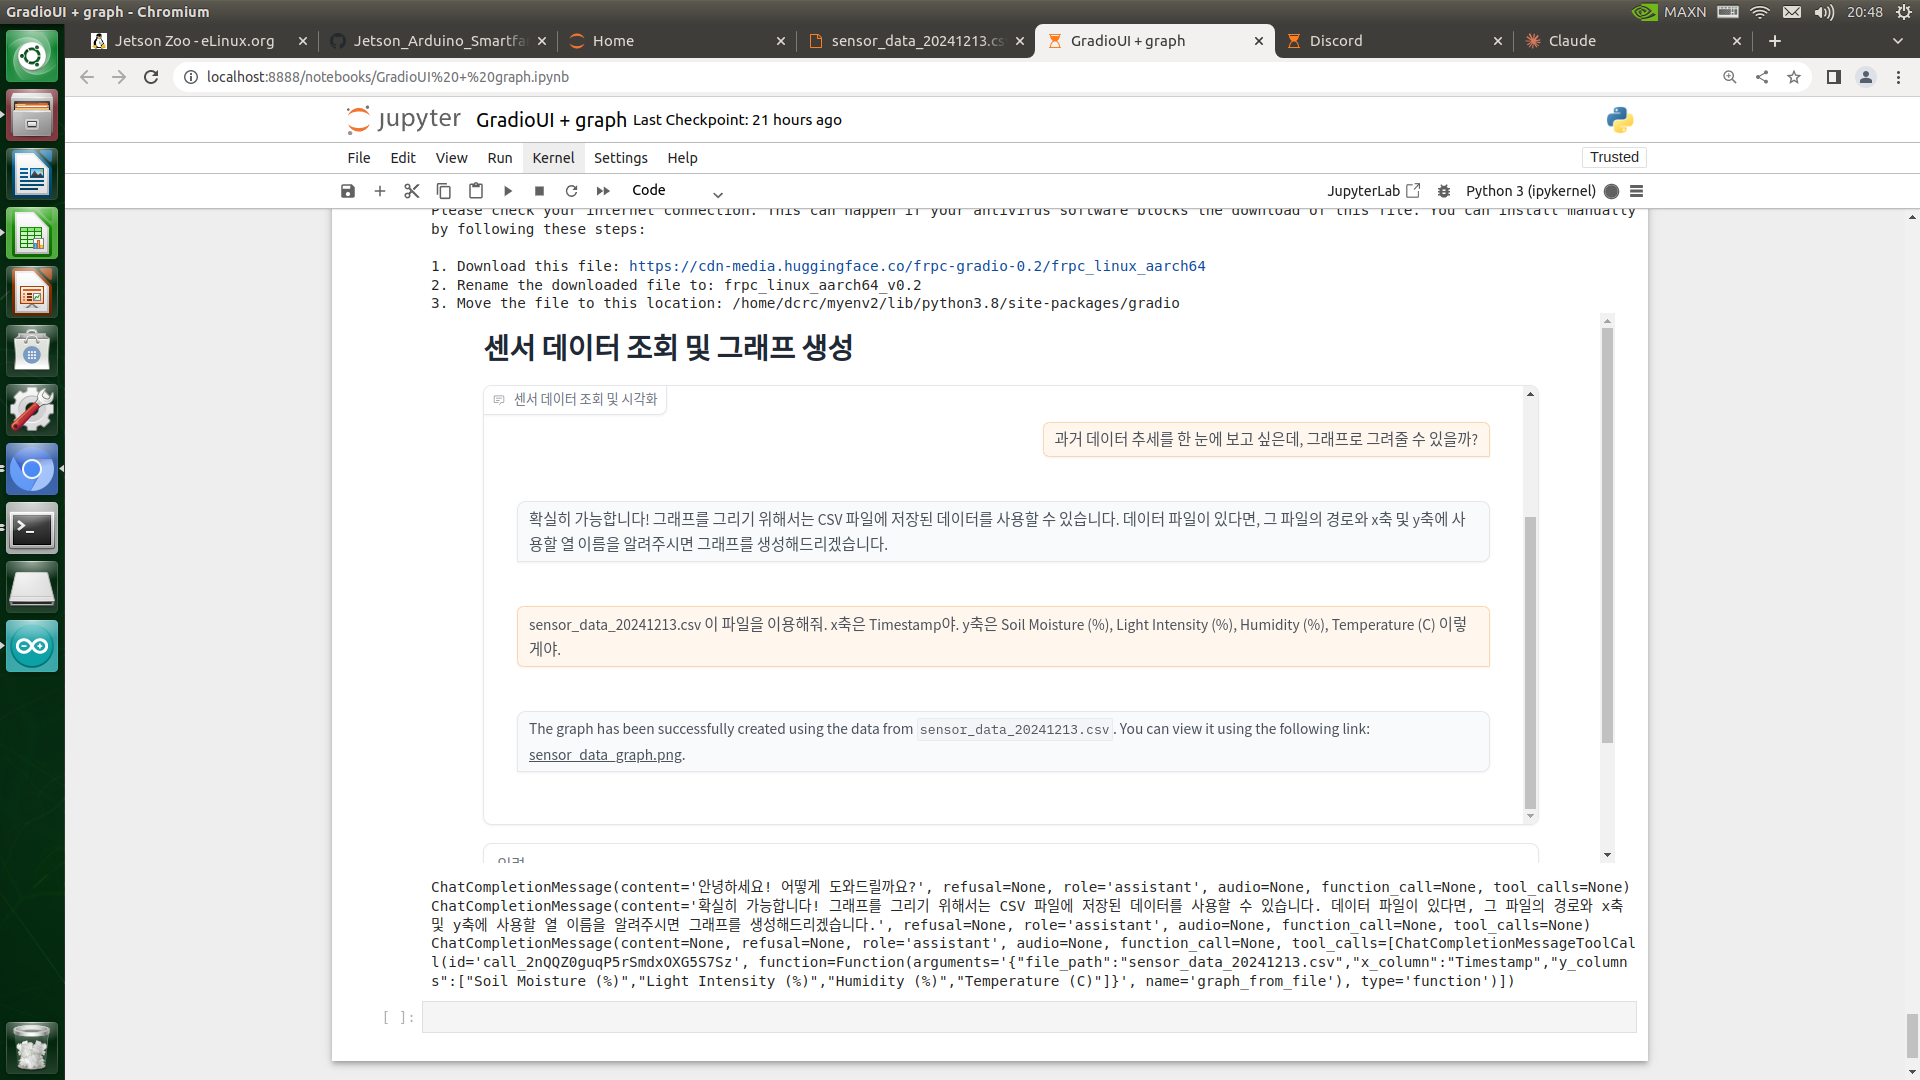 GradioUI + graph - Chromium
MAXN
20:48
Jetson Zoo - eLinux.org
Jetson_Arduino_Smartfa
Home
sensor_data_20241213.cs
GradioUI + graph
Discord
Claude
localhost:8888/notebooks/GradioUI%20+%20graph.ipynb
jupyter GradioUI + graph Last Checkpoint: 21 hours ago
File Edit View Run Kernel Settings Help
Trusted
Code
JupyterLab
Python 3 (ipykernel)
Please check your internet connection. This can happen if your antivirus software blocks the download of this file. You can install manually
by following these steps:
1. Download this file: https://cdn-media.huggingface.co/frpc-gradio-0.2/frpc_linux_aarch64
2. Rename the downloaded file to: frpc_linux_aarch64_v0.2
3. Move the file to this location: /home/dcrc/myenv2/lib/python3.8/site-packages/gradio
센서 데이터 조회 및 그래프 생성
센서 데이터 조회 및 시각화
과거 데이터 추세를 한 눈에 보고 싶은데, 그래프로 그려줄 수 있을까?
확실히 가능합니다! 그래프를 그리기 위해서는 CSV 파일에 저장된 데이터를 사용할 수 있습니다. 데이터 파일이 있다면, 그 파일의 경로와 x축 및 y축에 사
용할 열 이름을 알려주시면 그래프를 생성해드리겠습니다.
sensor_data_20241213.csv 이 파일을 이용해줘. x축은 Timestamp야. y축은 Soil Moisture (%), Light Intensity (%), Humidity (%), Temperature (C) 이렇
게야.
The graph has been successfully created using the data from sensor_data_20241213.csv. You can view it using the following link:
sensor_data_graph.png.
ChatCompletionMessage(content='안녕하세요! 어떻게 도와드릴까요?', refusal=None, role='assistant', audio=None, function_call=None, tool_calls=None)
ChatCompletionMessage(content='확실히 가능합니다! 그래프를 그리기 위해서는 CSV 파일에 저장된 데이터를 사용할 수 있습니다. 데이터 파일이 있다면, 그 파일의 경로와 x축
및 y축에 사용할 열 이름을 알려주시면 그래프를 생성해드리겠습니다.', refusal=None, role='assistant', audio=None, function_call=None, tool_calls=None)
ChatCompletionMessage(content=None, refusal=None, role='assistant', audio=None, function_call=None, tool_calls=[ChatCompletionMessageToolCal
l(id='call_2nQQZ0guqP5rSmdxOXG5S7Sz', function=Function(arguments='{"file_path":"sensor_data_20241213.csv","x_column":"Timestamp","y_column
s":["Soil Moisture (%)","Light Intensity (%)","Humidity (%)","Temperature (C)"]}', name='graph_from_file'), type='function')])
[ ]: